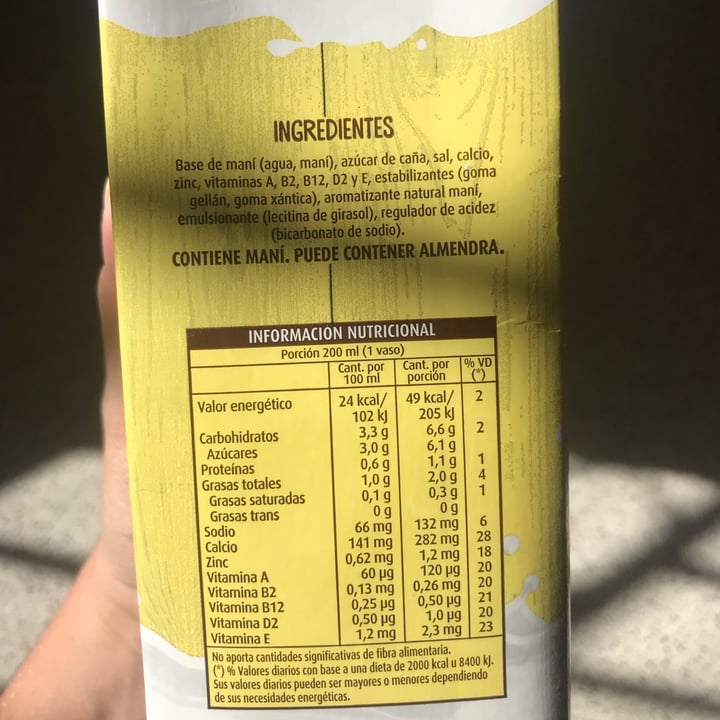 INGREDIENTES
Base de maní (agua, maní), azúcar de caña, sal, calcio,
zinc, vitaminas A, B2, B12, D2 y E, estabilizantes (goma
gellán, goma xántica), aromatizante natural maní,
emulsionante (lecitina de girasol), regulador de acidez
(bicarbonato de sodio).
CONTIENE MANÍ. PUEDE CONTENER ALMENDRA.
INFORMACIÓN NUTRICIONAL
Porción 200 ml (1 vaso)
Cant. por 100 ml Cant. por porción % VD (*)
Valor energético 24 kcal/ 102 kJ 49 kcal/ 205 kJ 2
Carbohidratos 3,3 g 6,6 g 2
Azúcares 3,0 g 6,1 g
Proteínas 0,6 g 1,1 g 1
Grasas totales 1,0 g 2,0 g 4
Grasas saturadas 0,1 g 0,3 g 1
Grasas trans 0 g 0 g
Sodio 66 mg 132 mg 6
Calcio 141 mg 282 mg 28
Zinc 0,62 mg 1,2 mg 18
Vitamina A 60 µg 120 µg 20
Vitamina B2 0,13 mg 0,26 mg 20
Vitamina B12 0,25 µg 0,50 µg 21
Vitamina D2 0,50 µg 1,0 µg 20
Vitamina E 1,2 mg 2,3 mg 23
No aporta cantidades significativas de fibra alimentaria.
(*) % Valores diarios con base a una dieta de 2000 kcal u 8400 kJ.
Sus valores diarios pueden ser mayores o menores dependiendo
de sus necesidades energéticas.